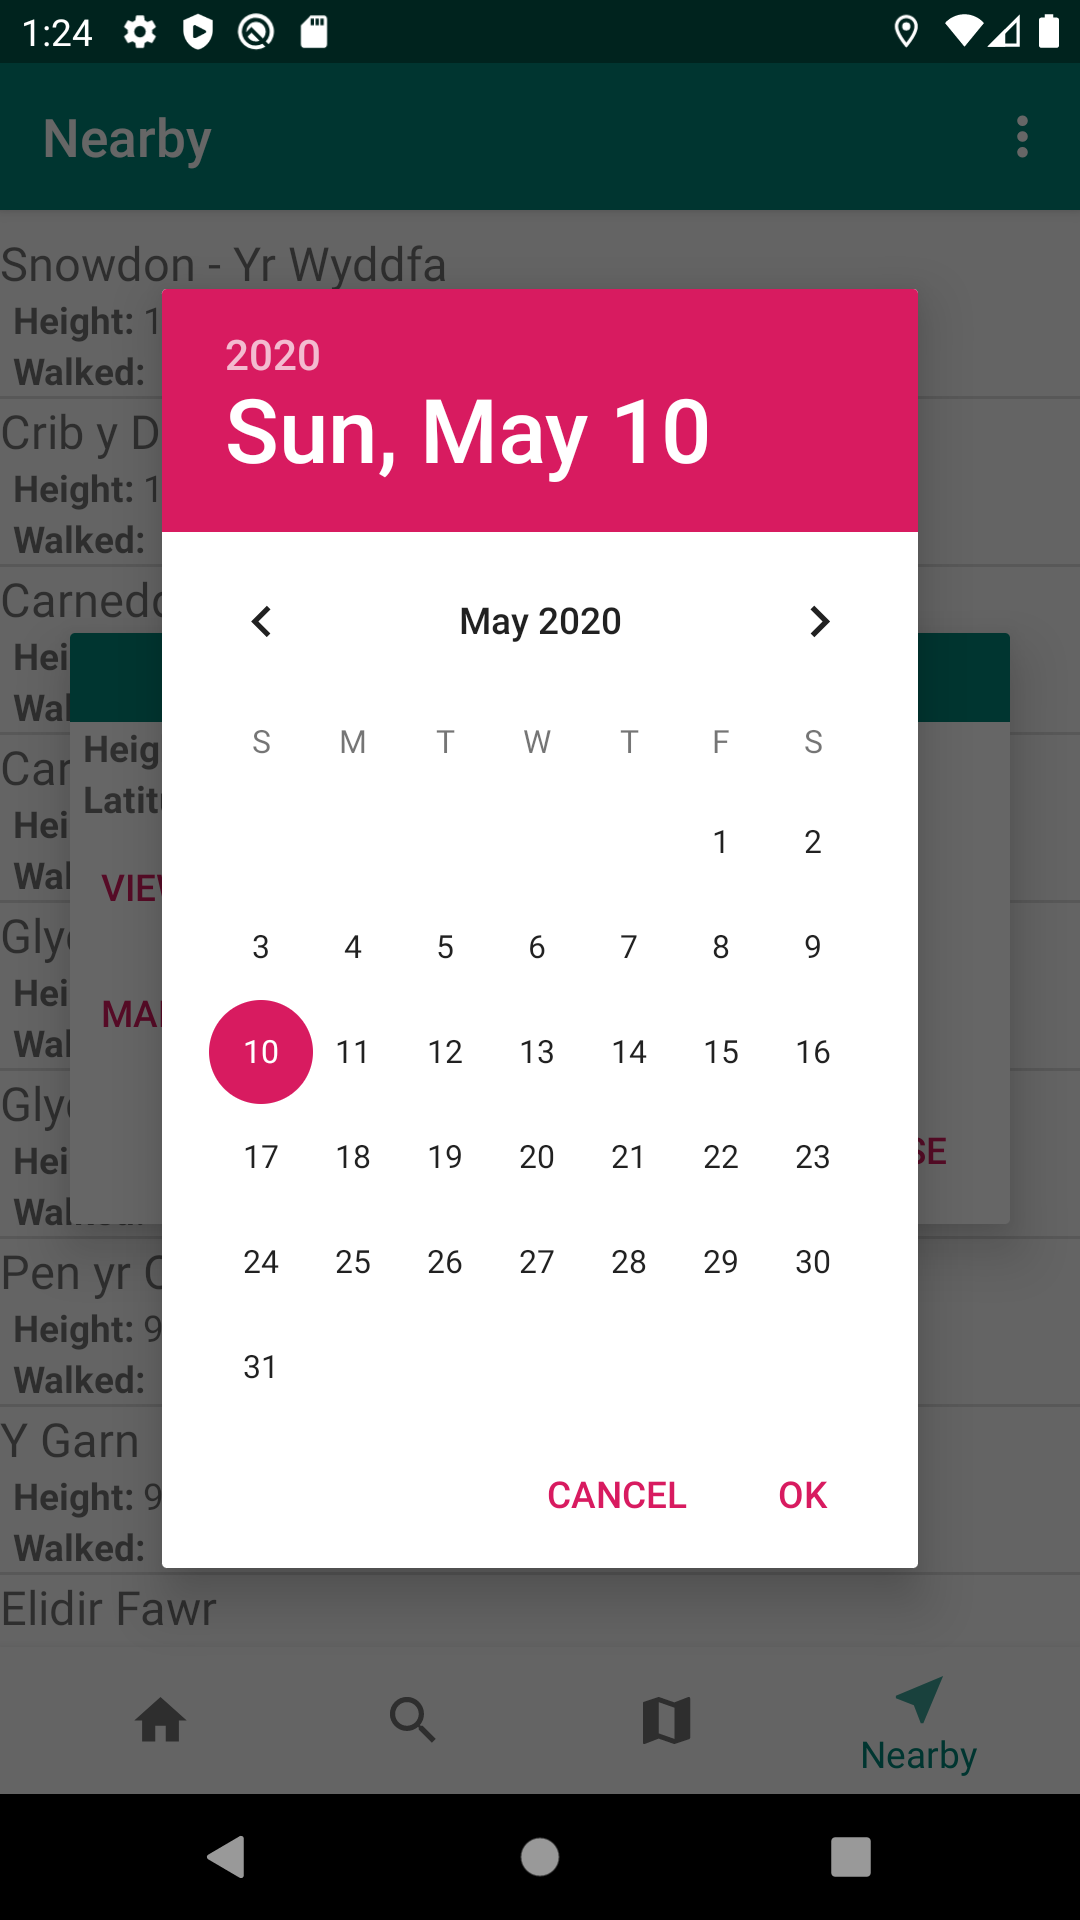 1:24
Nearby
Snowdon - Yr Wyddfa
Height: 1
Walked:
Crib y D
Height: 1
Walked:
Carnedd
Hei
Wal
Car
Hei
Wal
Gly
Hei
Wal
Gly
Hei
Walked:
Pen yr O
Height: 9
Walked:
Y Garn
Height: 9
Walked:
Elidir Fawr
Heig
Latit
VIEW
MA
SE
2020
Sun, May 10
May 2020
S M T W T F S
1 2
3 4 5 6 7 8 9
10 11 12 13 14 15 16
17 18 19 20 21 22 23
24 25 26 27 28 29 30
31
CANCEL OK
Nearby